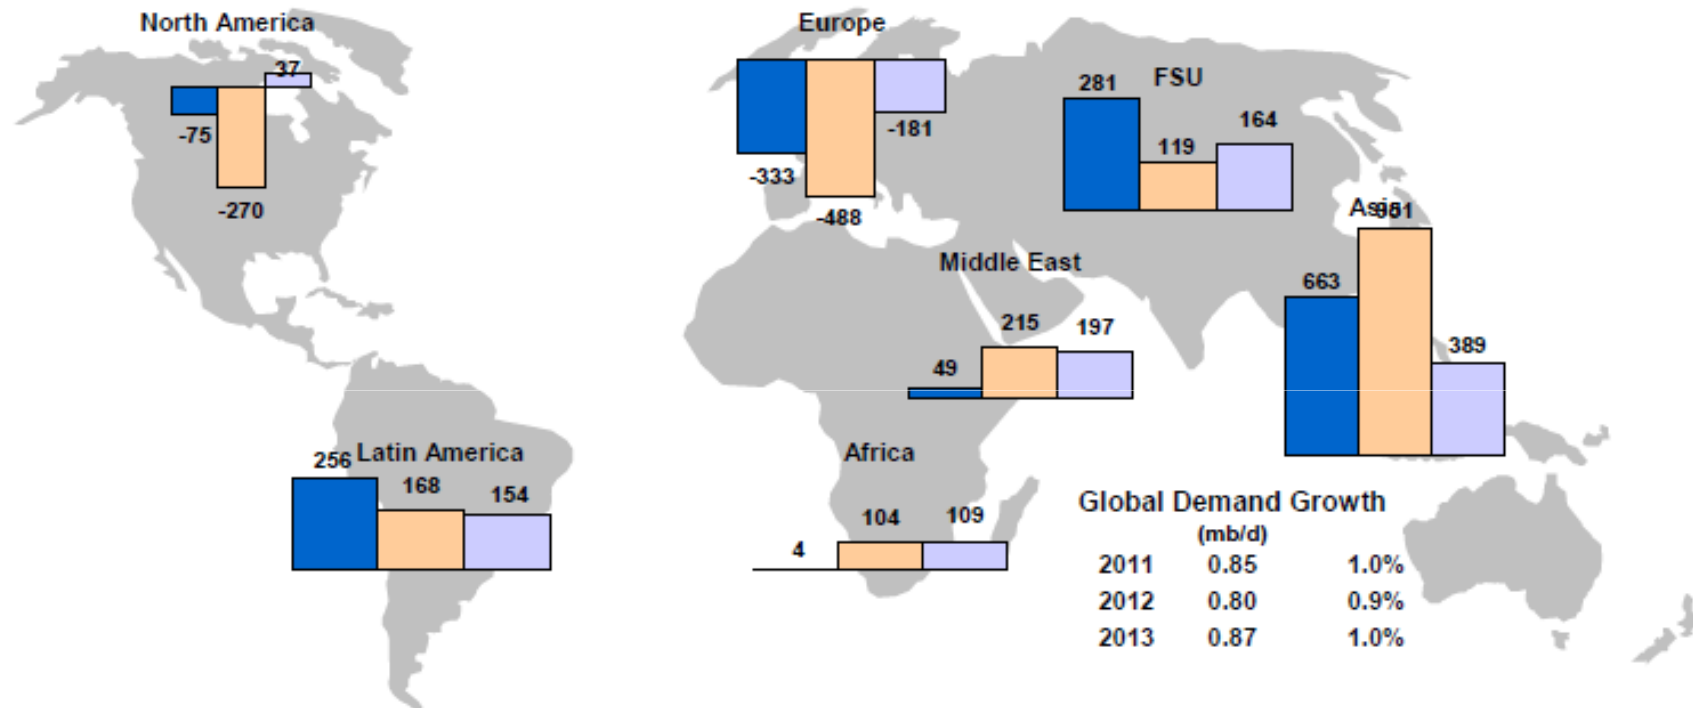 North America
37
-75
-270
Europe
-333
-488
-181
FSU
281
119
164
Asia
663
951
389
Middle East
49
215
197
Latin America
256
168
154
Africa
4
104
109
Global Demand Growth
(mb/d)
2011 0.85 1.0%
2012 0.80 0.9%
2013 0.87 1.0%